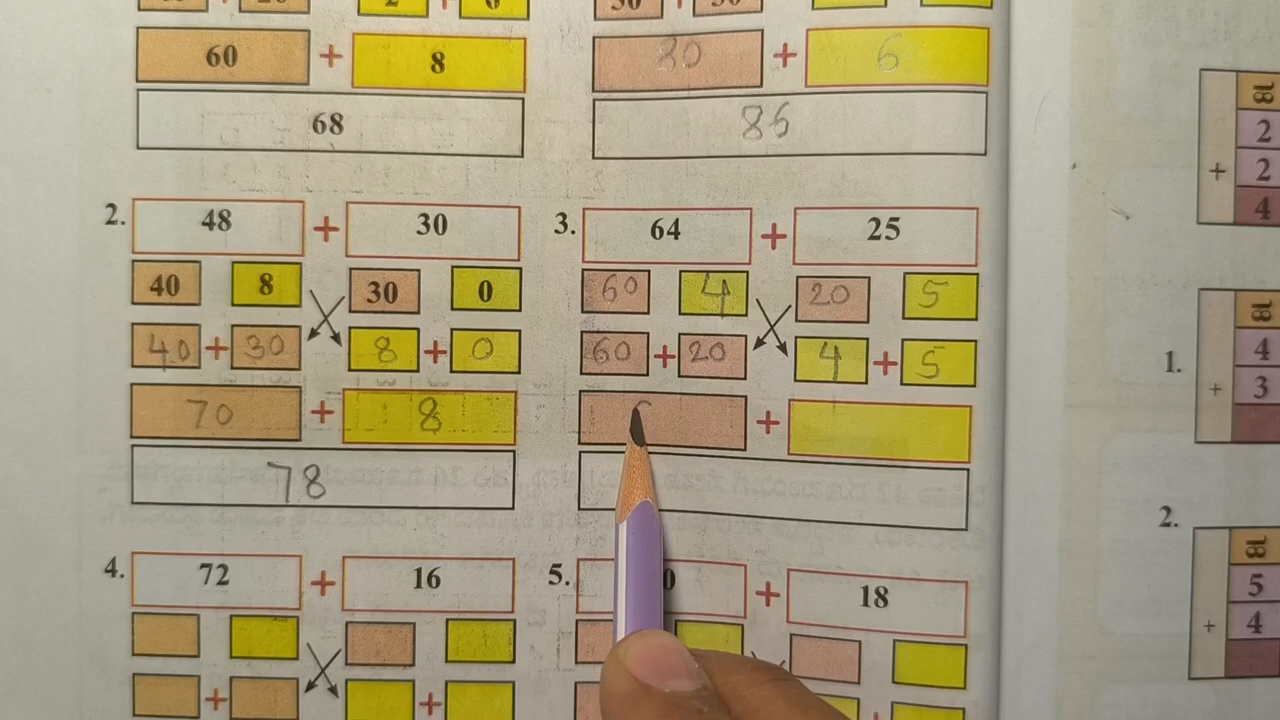 60 + 8
80 + 6
68
86
2. 48 + 30
40 8 30 0
40 + 30 8 + 0
70 + 8
78
3. 64 + 25
60 4 20 5
60 + 20 4 + 5
+
4. 72 + 16
+ +
5. 0 + 18
+
2
+ 2
4
1. 4
+ 3
2. 5
+ 4